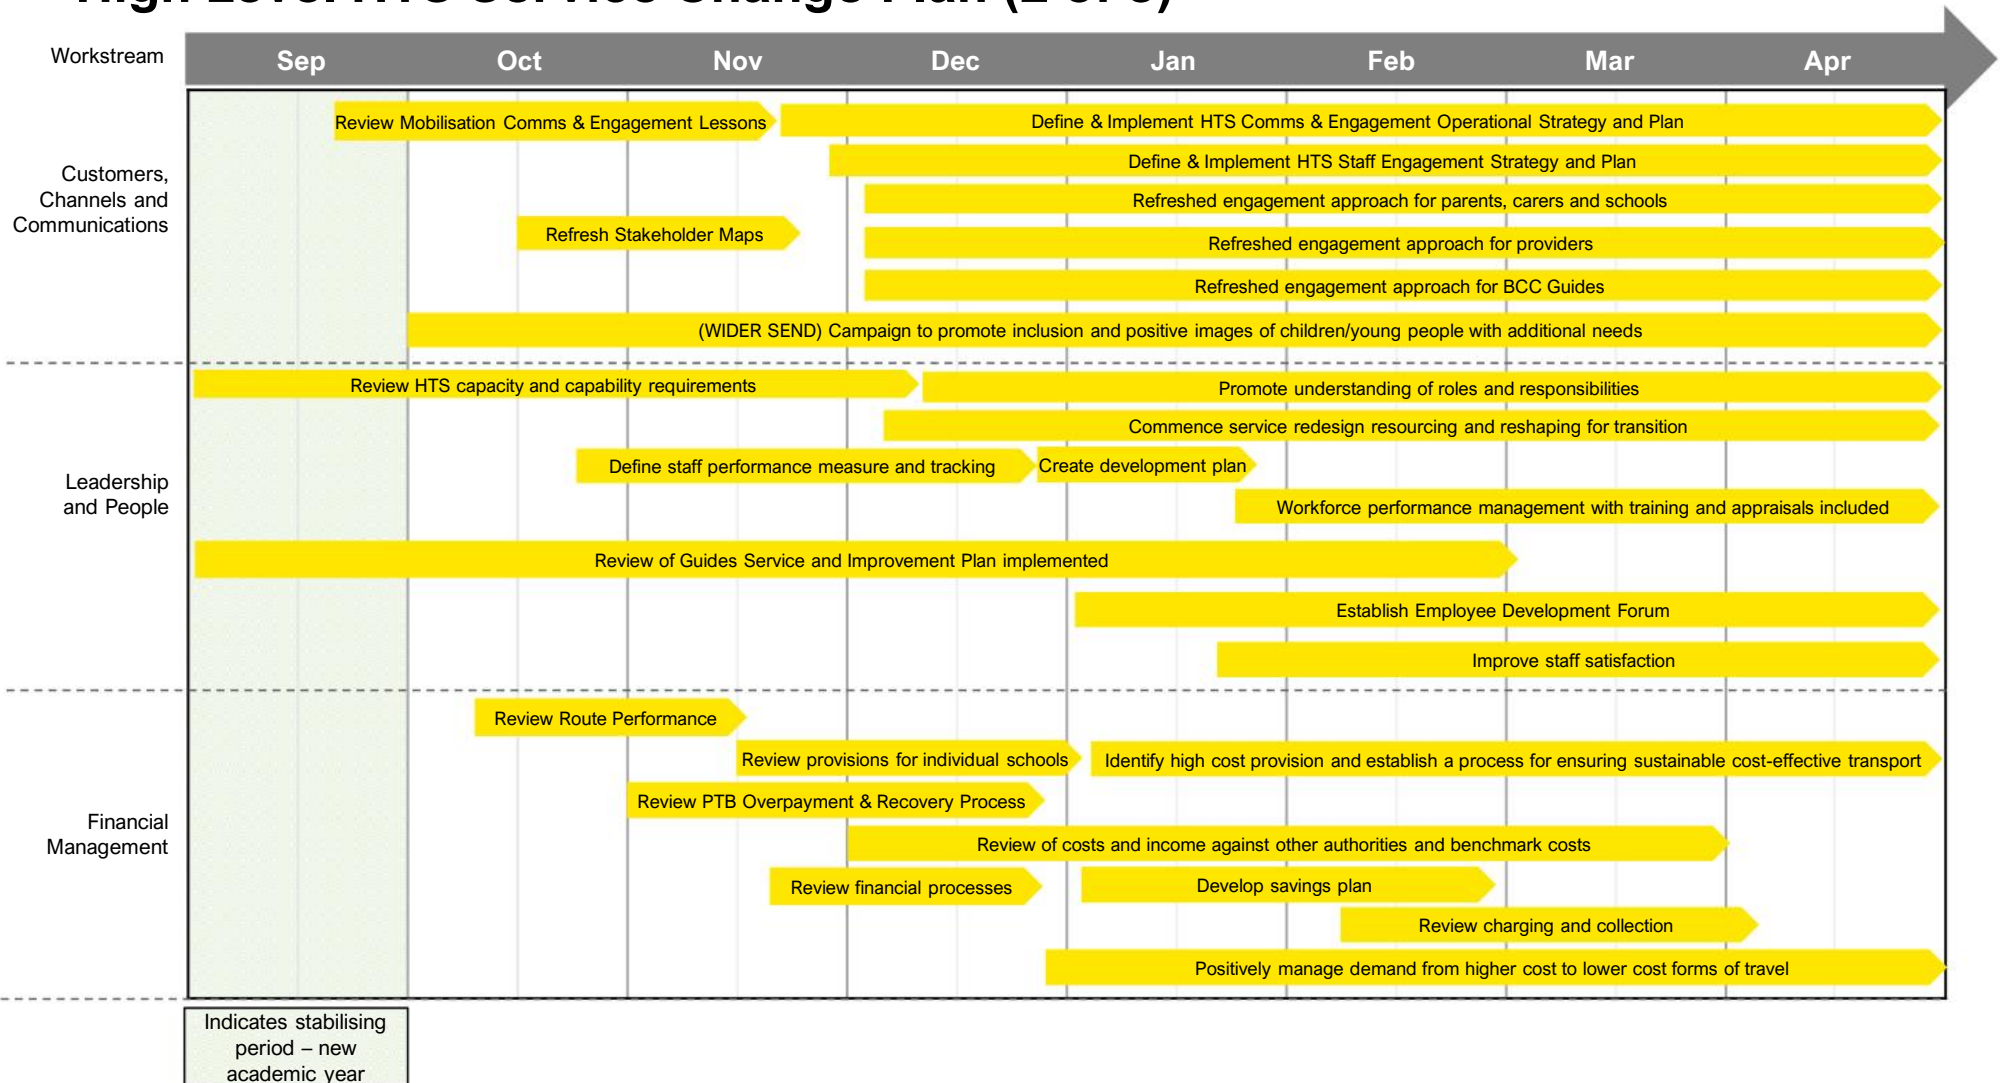 High Level HTS Service Change Plan (2 of 3)
Workstream
Sep Oct Nov Dec Jan Feb Mar Apr
Customers,
Channels and
Communications
Review Mobilisation Comms & Engagement Lessons
Define & Implement HTS Comms & Engagement Operational Strategy and Plan
Define & Implement HTS Staff Engagement Strategy and Plan
Refreshed engagement approach for parents, carers and schools
Refresh Stakeholder Maps
Refreshed engagement approach for providers
Refreshed engagement approach for BCC Guides
(WIDER SEND) Campaign to promote inclusion and positive images of children/young people with additional needs
Leadership
and People
Review HTS capacity and capability requirements
Promote understanding of roles and responsibilities
Commence service redesign resourcing and reshaping for transition
Define staff performance measure and tracking
Create development plan
Workforce performance management with training and appraisals included
Review of Guides Service and Improvement Plan implemented
Establish Employee Development Forum
Improve staff satisfaction
Financial
Management
Review Route Performance
Review provisions for individual schools
Identify high cost provision and establish a process for ensuring sustainable cost-effective transport
Review PTB Overpayment & Recovery Process
Review of costs and income against other authorities and benchmark costs
Review financial processes
Develop savings plan
Review charging and collection
Positively manage demand from higher cost to lower cost forms of travel
Indicates stabilising
period – new
academic year